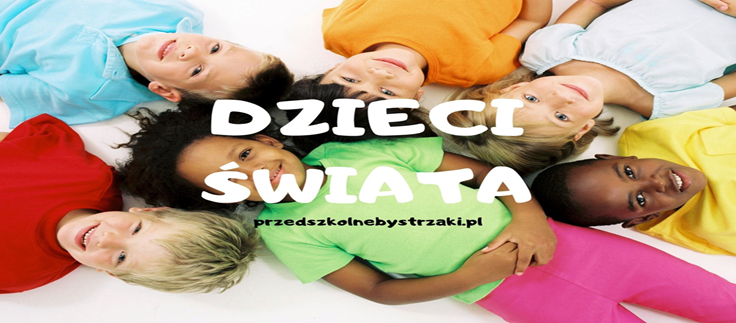 DZIECI
ŚWIATA
przedszkolnebystrzaki.pl